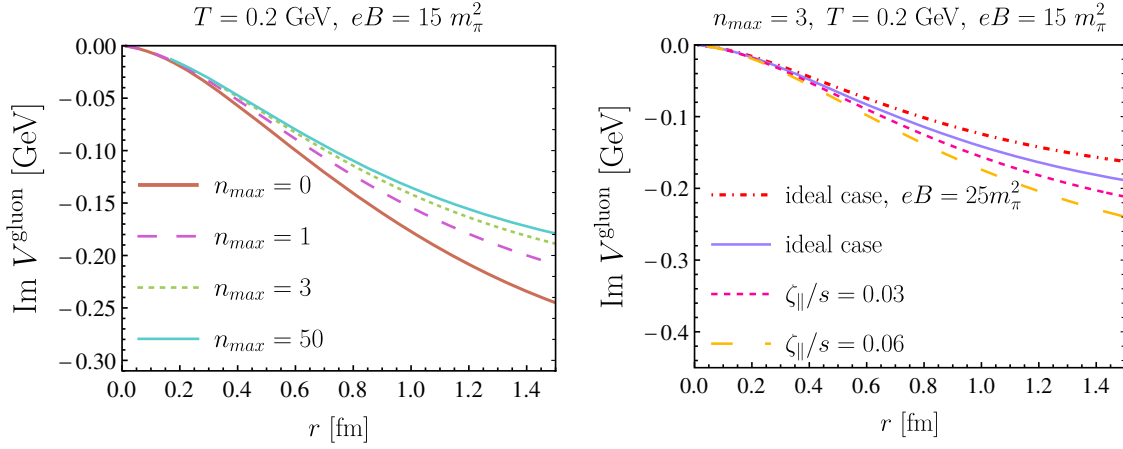 T = 0.2 GeV, eB = 15 m_π^2
Im V^gluon [GeV]
0.00
−0.05
−0.10
−0.15
−0.20
−0.25
−0.30
n_max = 0
n_max = 1
n_max = 3
n_max = 50
0.0 0.2 0.4 0.6 0.8 1.0 1.2 1.4
r [fm]
n_max = 3, T = 0.2 GeV, eB = 15 m_π^2
Im V^gluon [GeV]
0.0
−0.1
−0.2
−0.3
−0.4
ideal case, eB = 25m_π^2
ideal case
ζ_∥/s = 0.03
ζ_∥/s = 0.06
0.0 0.2 0.4 0.6 0.8 1.0 1.2 1.4
r [fm]